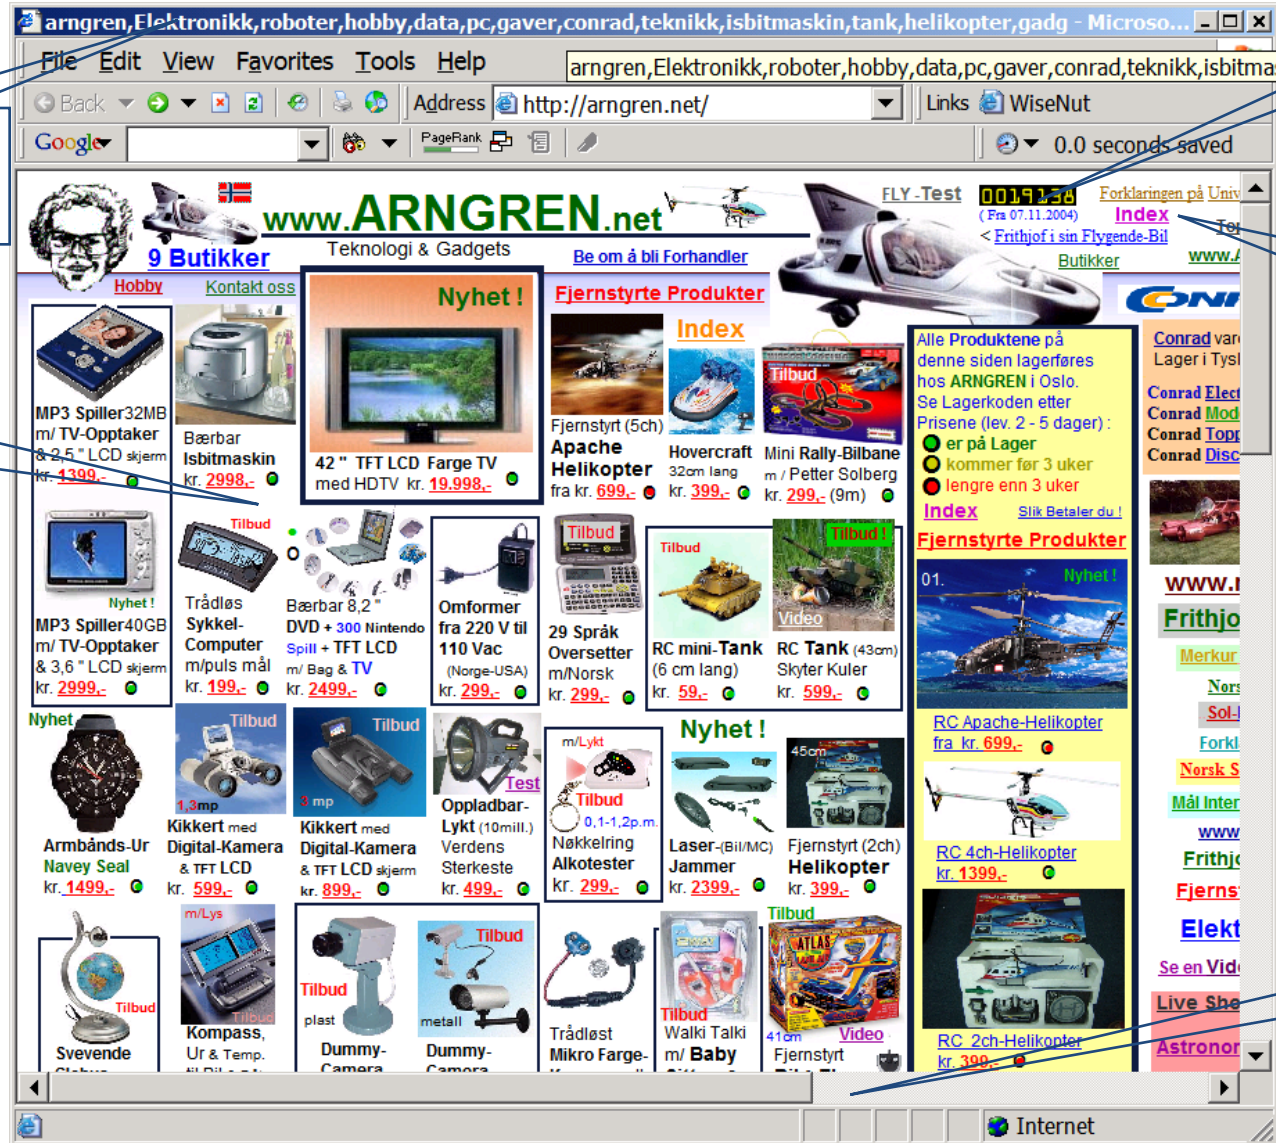 arngren,Elektronikk,roboter,hobby,data,pc,gaver,conrad,teknikk,isbitmaskin,tank,helikopter,gadg - Microso...
File Edit View Favorites Tools Help
arngren,Elektronikk,roboter,hobby,data,pc,gaver,conrad,teknikk,isbitma
Back Address http://arngren.net/ Links WiseNut
Google PageRank 0.0 seconds saved
www.ARNGREN.net
Teknologi & Gadgets
9 Butikker
Be om å bli Forhandler
FLY-Test
0019138
( Fra 07.11.2004)
< Frithjof i sin Flygende-Bil
Forklaringen på Univ
Index
Butikker
www.A
Hobby
Kontakt oss
MP3 Spiller32MB
m/ TV-Opptaker
& 2,5 " LCD skjerm
kr. 1399,-
Bærbar
Isbitmaskin
kr. 2998,-
Nyhet !
42 " TFT LCD Farge TV
med HDTV kr. 19.998,-
Fjernstyrte Produkter
Index
Fjernstyrt (5ch)
Apache
Helikopter
fra kr. 699,-
Hovercraft
32cm lang
kr. 399,-
Tilbud
Mini Rally-Bilbane
m / Petter Solberg
kr. 299,- (9m)
Alle Produktene på
denne siden lagerføres
hos ARNGREN i Oslo.
Se Lagerkoden etter
Prisene (lev. 2 - 5 dager) :
er på Lager
kommer før 3 uker
lengre enn 3 uker
Index Slik Betaler du !
Fjernstyrte Produkter
01. Nyhet !
RC Apache-Helikopter
fra kr. 699,-
RC 4ch-Helikopter
kr. 1399,-
RC 2ch-Helikopter
kr. 399,-
Conrad var
Lager i Tysl
Conrad Elect
Conrad Mod
Conrad Topp
Conrad Disc
Nyhet !
MP3 Spiller40GB
m/ TV-Opptaker
& 3,6 " LCD skjerm
kr. 2999,-
Tilbud
Trådløs
Sykkel-
Computer
m/puls mål
kr. 199,-
Bærbar 8,2 "
DVD + 300 Nintendo
Spill + TFT LCD
m/ Bag & TV
kr. 2499,-
Omformer
fra 220 V til
110 Vac
(Norge-USA)
kr. 299,-
Tilbud
29 Språk
Oversetter
m/Norsk
kr. 299,-
Tilbud
RC mini-Tank
(6 cm lang)
kr. 59,-
Tilbud !
Video
RC Tank (43cm)
Skyter Kuler
kr. 599,-
Nyhet
Armbånds-Ur
Navey Seal
kr. 1499,-
Tilbud
1,3mp
Kikkert med
Digital-Kamera
& TFT LCD
kr. 599,-
Tilbud
3 mp
Kikkert med
Digital-Kamera
& TFT LCD skjerm
kr. 899,-
Test
Oppladbar-
Lykt (10mill.)
Verdens
Sterkeste
kr. 499,-
m/Lykt
Tilbud
0,1-1,2p.m.
Nøkkelring
Alkotester
kr. 299,-
Nyhet !
Laser-(Bil/MC)
Jammer
kr. 2399,-
45cm
Fjernstyrt (2ch)
Helikopter
kr. 399,-
Tilbud
Svevende
m/Lys
Tilbud
Kompass,
Ur & Temp.
Tilbud
plast
Dummy-
Camera
Tilbud
metall
Dummy-
Camera
Trådløst
Mikro Farge-
Tilbud
Walki Talki
m/ Baby
Tilbud
ATLAS
41cm Video
Fjernstyrt
www.r
Frithjo
Merkur
Nors
Sol-
Forkl
Norsk S
Mål Inter
www
Frithjo
Fjerns
Elekt
Se en Vid
Live Sho
Astronor
Internet